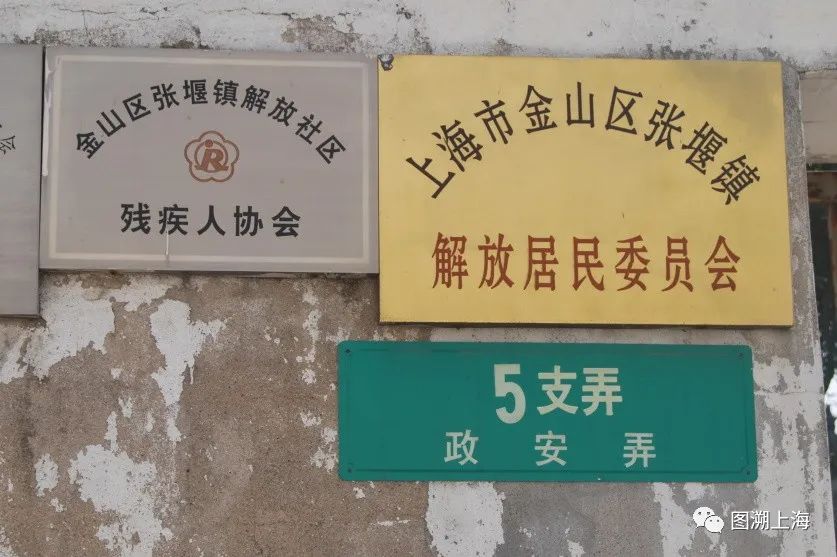 金山区张堰镇解放社区
残疾人协会
上海市金山区张堰镇
解放居民委员会
5支弄
政安弄
图溯上海